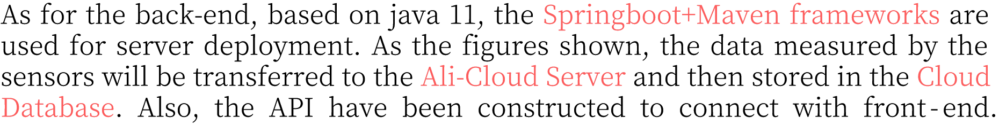 As for the back-end, based on java 11, the Springboot+Maven frameworks are
used for server deployment. As the figures shown, the data measured by the
sensors will be transferred to the Ali-Cloud Server and then stored in the Cloud
Database. Also, the API have been constructed to connect with front-end.